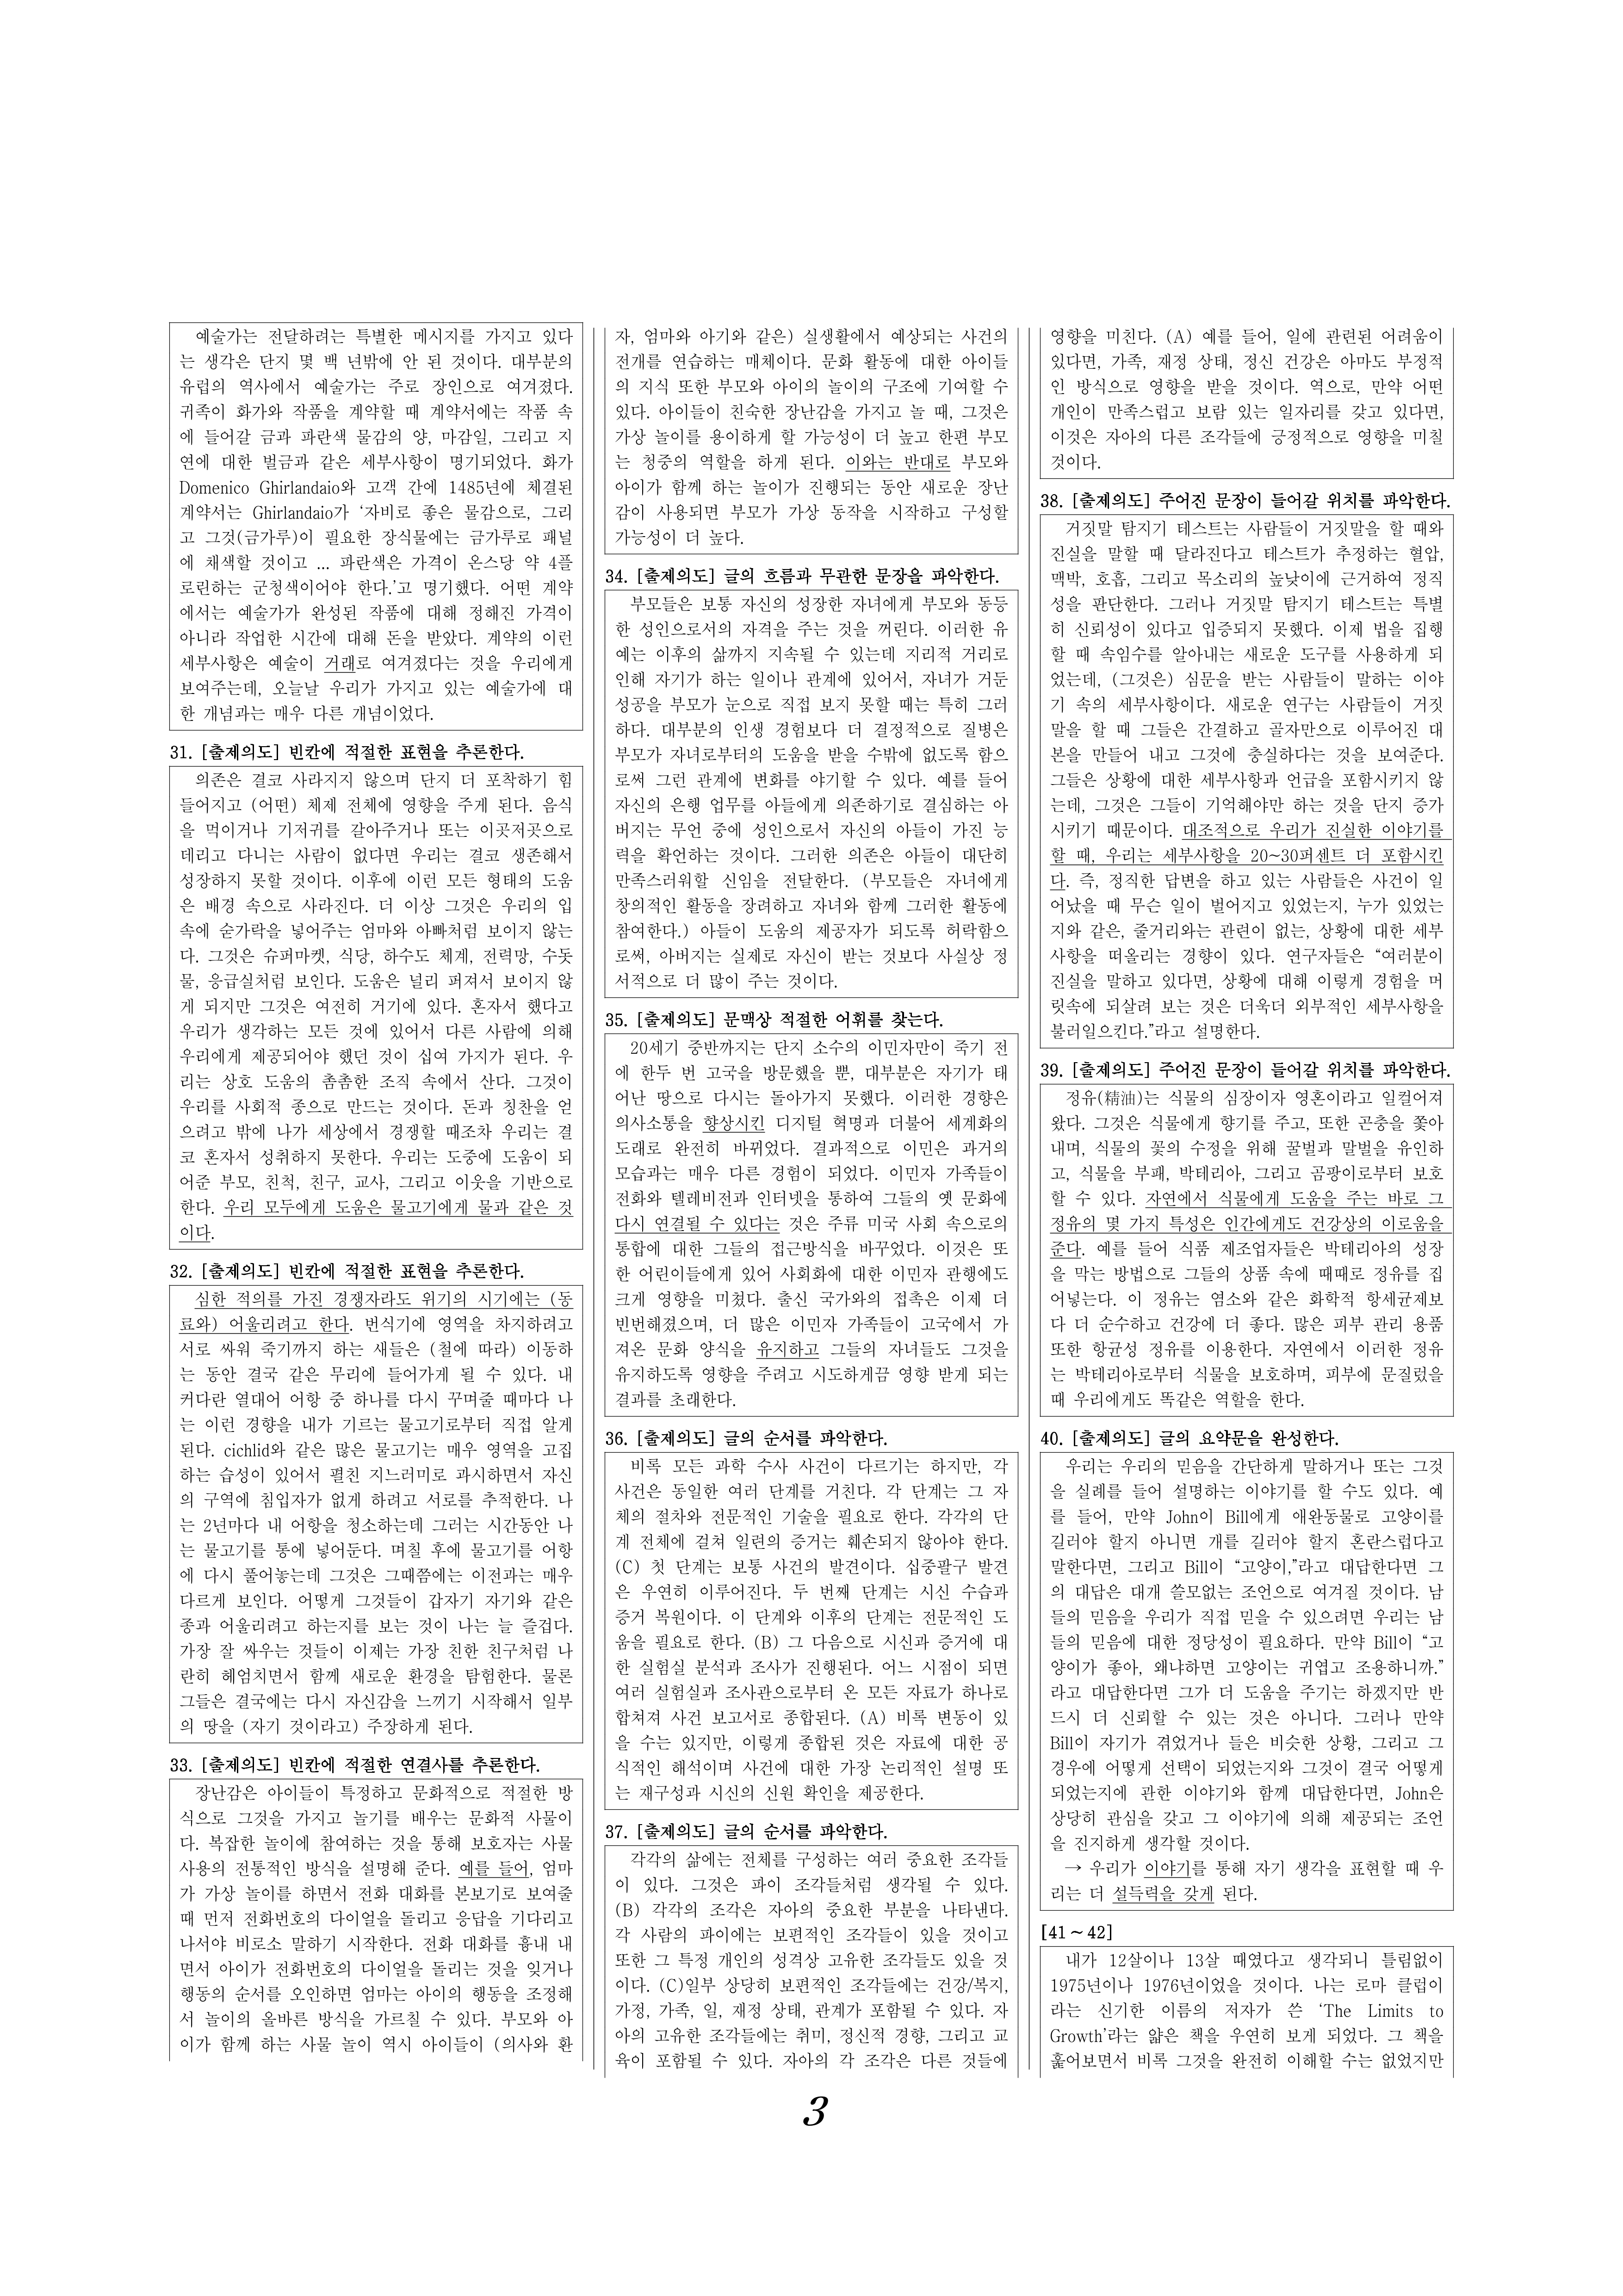 예술가는 전달하려는 특별한 메시지를 가지고 있다
는 생각은 단지 몇 백 년밖에 안 된 것이다. 대부분의
유럽의 역사에서 예술가는 주로 장인으로 여겨졌다.
귀족이 화가와 작품을 계약할 때 계약서에는 작품 속
에 들어갈 금과 파란색 물감의 양, 마감일, 그리고 지
연에 대한 벌금과 같은 세부사항이 명기되었다. 화가
Domenico Ghirlandaio와 고객 간에 1485년에 체결된
계약서는 Ghirlandaio가 ‘자비로 좋은 물감으로, 그리
고 그것(금가루)이 필요한 장식물에는 금가루로 패널
에 채색할 것이고 ... 파란색은 가격이 온스당 약 4플
로린하는 군청색이어야 한다.’고 명기했다. 어떤 계약
에서는 예술가가 완성된 작품에 대해 정해진 가격이
아니라 작업한 시간에 대해 돈을 받았다. 계약의 이런
세부사항은 예술이 거래로 여겨졌다는 것을 우리에게
보여주는데, 오늘날 우리가 가지고 있는 예술가에 대
한 개념과는 매우 다른 개념이었다.
31. [출제의도] 빈칸에 적절한 표현을 추론한다.
의존은 결코 사라지지 않으며 단지 더 포착하기 힘
들어지고 (어떤) 체제 전체에 영향을 주게 된다. 음식
을 먹이거나 기저귀를 갈아주거나 또는 이곳저곳으로
데리고 다니는 사람이 없다면 우리는 결코 생존해서
성장하지 못할 것이다. 이후에 이런 모든 형태의 도움
은 배경 속으로 사라진다. 더 이상 그것은 우리의 입
속에 숟가락을 넣어주는 엄마와 아빠처럼 보이지 않는
다. 그것은 슈퍼마켓, 식당, 하수도 체계, 전력망, 수돗
물, 응급실처럼 보인다. 도움은 널리 퍼져서 보이지 않
게 되지만 그것은 여전히 거기에 있다. 혼자서 했다고
우리가 생각하는 모든 것에 있어서 다른 사람에 의해
우리에게 제공되어야 했던 것이 십여 가지가 된다. 우
리는 상호 도움의 촘촘한 조직 속에서 산다. 그것이
우리를 사회적 종으로 만드는 것이다. 돈과 칭찬을 얻
으려고 밖에 나가 세상에서 경쟁할 때조차 우리는 결
코 혼자서 성취하지 못한다. 우리는 도중에 도움이 되
어준 부모, 친척, 친구, 교사, 그리고 이웃을 기반으로
한다. 우리 모두에게 도움은 물고기에게 물과 같은 것
이다.
32. [출제의도] 빈칸에 적절한 표현을 추론한다.
심한 적의를 가진 경쟁자라도 위기의 시기에는 (동
료와) 어울리려고 한다. 번식기에 영역을 차지하려고
서로 싸워 죽기까지 하는 새들은 (철에 따라) 이동하
는 동안 결국 같은 무리에 들어가게 될 수 있다. 내
커다란 열대어 어항 중 하나를 다시 꾸며줄 때마다 나
는 이런 경향을 내가 기르는 물고기로부터 직접 알게
된다. cichlid와 같은 많은 물고기는 매우 영역을 고집
하는 습성이 있어서 펼친 지느러미로 과시하면서 자신
의 구역에 침입자가 없게 하려고 서로를 추적한다. 나
는 2년마다 내 어항을 청소하는데 그러는 시간동안 나
는 물고기를 통에 넣어둔다. 며칠 후에 물고기를 어항
에 다시 풀어놓는데 그것은 그때쯤에는 이전과는 매우
다르게 보인다. 어떻게 그것들이 갑자기 자기와 같은
종과 어울리려고 하는지를 보는 것이 나는 늘 즐겁다.
가장 잘 싸우는 것들이 이제는 가장 친한 친구처럼 나
란히 헤엄치면서 함께 새로운 환경을 탐험한다. 물론
그들은 결국에는 다시 자신감을 느끼기 시작해서 일부
의 땅을 (자기 것이라고) 주장하게 된다.
33. [출제의도] 빈칸에 적절한 연결사를 추론한다.
장난감은 아이들이 특정하고 문화적으로 적절한 방
식으로 그것을 가지고 놀기를 배우는 문화적 사물이
다. 복잡한 놀이에 참여하는 것을 통해 보호자는 사물
사용의 전통적인 방식을 설명해 준다. 예를 들어, 엄마
가 가상 놀이를 하면서 전화 대화를 본보기로 보여줄
때 먼저 전화번호의 다이얼을 돌리고 응답을 기다리고
나서야 비로소 말하기 시작한다. 전화 대화를 흉내 내
면서 아이가 전화번호의 다이얼을 돌리는 것을 잊거나
행동의 순서를 오인하면 엄마는 아이의 행동을 조정해
서 놀이의 올바른 방식을 가르칠 수 있다. 부모와 아
이가 함께 하는 사물 놀이 역시 아이들이 (의사와 환
자, 엄마와 아기와 같은) 실생활에서 예상되는 사건의
전개를 연습하는 매체이다. 문화 활동에 대한 아이들
의 지식 또한 부모와 아이의 놀이의 구조에 기여할 수
있다. 아이들이 친숙한 장난감을 가지고 놀 때, 그것은
가상 놀이를 용이하게 할 가능성이 더 높고 한편 부모
는 청중의 역할을 하게 된다. 이와는 반대로 부모와
아이가 함께 하는 놀이가 진행되는 동안 새로운 장난
감이 사용되면 부모가 가상 동작을 시작하고 구성할
가능성이 더 높다.
34. [출제의도] 글의 흐름과 무관한 문장을 파악한다.
부모들은 보통 자신의 성장한 자녀에게 부모와 동등
한 성인으로서의 자격을 주는 것을 꺼린다. 이러한 유
예는 이후의 삶까지 지속될 수 있는데 지리적 거리로
인해 자기가 하는 일이나 관계에 있어서, 자녀가 거둔
성공을 부모가 눈으로 직접 보지 못할 때는 특히 그러
하다. 대부분의 인생 경험보다 더 결정적으로 질병은
부모가 자녀로부터의 도움을 받을 수밖에 없도록 함으
로써 그런 관계에 변화를 야기할 수 있다. 예를 들어
자신의 은행 업무를 아들에게 의존하기로 결심하는 아
버지는 무언 중에 성인으로서 자신의 아들이 가진 능
력을 확언하는 것이다. 그러한 의존은 아들이 대단히
만족스러워할 신임을 전달한다. (부모들은 자녀에게
창의적인 활동을 장려하고 자녀와 함께 그러한 활동에
참여한다.) 아들이 도움의 제공자가 되도록 허락함으
로써, 아버지는 실제로 자신이 받는 것보다 사실상 정
서적으로 더 많이 주는 것이다.
35. [출제의도] 문맥상 적절한 어휘를 찾는다.
20세기 중반까지는 단지 소수의 이민자만이 죽기 전
에 한두 번 고국을 방문했을 뿐, 대부분은 자기가 태
어난 땅으로 다시는 돌아가지 못했다. 이러한 경향은
의사소통을 향상시킨 디지털 혁명과 더불어 세계화의
도래로 완전히 바뀌었다. 결과적으로 이민은 과거의
모습과는 매우 다른 경험이 되었다. 이민자 가족들이
전화와 텔레비전과 인터넷을 통하여 그들의 옛 문화에
다시 연결될 수 있다는 것은 주류 미국 사회 속으로의
통합에 대한 그들의 접근방식을 바꾸었다. 이것은 또
한 어린이들에게 있어 사회화에 대한 이민자 관행에도
크게 영향을 미쳤다. 출신 국가와의 접촉은 이제 더
빈번해졌으며, 더 많은 이민자 가족들이 고국에서 가
져온 문화 양식을 유지하고 그들의 자녀들도 그것을
유지하도록 영향을 주려고 시도하게끔 영향 받게 되는
결과를 초래한다.
36. [출제의도] 글의 순서를 파악한다.
비록 모든 과학 수사 사건이 다르기는 하지만, 각
사건은 동일한 여러 단계를 거친다. 각 단계는 그 자
체의 절차와 전문적인 기술을 필요로 한다. 각각의 단
계 전체에 걸쳐 일련의 증거는 훼손되지 않아야 한다.
(C) 첫 단계는 보통 사건의 발견이다. 십중팔구 발견
은 우연히 이루어진다. 두 번째 단계는 시신 수습과
증거 복원이다. 이 단계와 이후의 단계는 전문적인 도
움을 필요로 한다. (B) 그 다음으로 시신과 증거에 대
한 실험실 분석과 조사가 진행된다. 어느 시점이 되면
여러 실험실과 조사관으로부터 온 모든 자료가 하나로
합쳐져 사건 보고서로 종합된다. (A) 비록 변동이 있
을 수는 있지만, 이렇게 종합된 것은 자료에 대한 공
식적인 해석이며 사건에 대한 가장 논리적인 설명 또
는 재구성과 시신의 신원 확인을 제공한다.
37. [출제의도] 글의 순서를 파악한다.
각각의 삶에는 전체를 구성하는 여러 중요한 조각들
이 있다. 그것은 파이 조각들처럼 생각될 수 있다.
(B) 각각의 조각은 자아의 중요한 부분을 나타낸다.
각 사람의 파이에는 보편적인 조각들이 있을 것이고
또한 그 특정 개인의 성격상 고유한 조각들도 있을 것
이다. (C)일부 상당히 보편적인 조각들에는 건강/복지,
가정, 가족, 일, 재정 상태, 관계가 포함될 수 있다. 자
아의 고유한 조각들에는 취미, 정신적 경향, 그리고 교
육이 포함될 수 있다. 자아의 각 조각은 다른 것들에
영향을 미친다. (A) 예를 들어, 일에 관련된 어려움이
있다면, 가족, 재정 상태, 정신 건강은 아마도 부정적
인 방식으로 영향을 받을 것이다. 역으로, 만약 어떤
개인이 만족스럽고 보람 있는 일자리를 갖고 있다면,
이것은 자아의 다른 조각들에 긍정적으로 영향을 미칠
것이다.
38. [출제의도] 주어진 문장이 들어갈 위치를 파악한다.
거짓말 탐지기 테스트는 사람들이 거짓말을 할 때와
진실을 말할 때 달라진다고 테스트가 추정하는 혈압,
맥박, 호흡, 그리고 목소리의 높낮이에 근거하여 정직
성을 판단한다. 그러나 거짓말 탐지기 테스트는 특별
히 신뢰성이 있다고 입증되지 못했다. 이제 법을 집행
할 때 속임수를 알아내는 새로운 도구를 사용하게 되
었는데, (그것은) 심문을 받는 사람들이 말하는 이야
기 속의 세부사항이다. 새로운 연구는 사람들이 거짓
말을 할 때 그들은 간결하고 골자만으로 이루어진 대
본을 만들어 내고 그것에 충실하다는 것을 보여준다.
그들은 상황에 대한 세부사항과 언급을 포함시키지 않
는데, 그것은 그들이 기억해야만 하는 것을 단지 증가
시키기 때문이다. 대조적으로 우리가 진실한 이야기를
할 때, 우리는 세부사항을 20~30퍼센트 더 포함시킨
다. 즉, 정직한 답변을 하고 있는 사람들은 사건이 일
어났을 때 무슨 일이 벌어지고 있었는지, 누가 있었는
지와 같은, 줄거리와는 관련이 없는, 상황에 대한 세부
사항을 떠올리는 경향이 있다. 연구자들은 “여러분이
진실을 말하고 있다면, 상황에 대해 이렇게 경험을 머
릿속에 되살려 보는 것은 더욱더 외부적인 세부사항을
불러일으킨다.”라고 설명한다.
39. [출제의도] 주어진 문장이 들어갈 위치를 파악한다.
정유(精油)는 식물의 심장이자 영혼이라고 일컬어져
왔다. 그것은 식물에게 향기를 주고, 또한 곤충을 쫓아
내며, 식물의 꽃의 수정을 위해 꿀벌과 말벌을 유인하
고, 식물을 부패, 박테리아, 그리고 곰팡이로부터 보호
할 수 있다. 자연에서 식물에게 도움을 주는 바로 그
정유의 몇 가지 특성은 인간에게도 건강상의 이로움을
준다. 예를 들어 식품 제조업자들은 박테리아의 성장
을 막는 방법으로 그들의 상품 속에 때때로 정유를 집
어넣는다. 이 정유는 염소와 같은 화학적 항세균제보
다 더 순수하고 건강에 더 좋다. 많은 피부 관리 용품
또한 항균성 정유를 이용한다. 자연에서 이러한 정유
는 박테리아로부터 식물을 보호하며, 피부에 문질렀을
때 우리에게도 똑같은 역할을 한다.
40. [출제의도] 글의 요약문을 완성한다.
우리는 우리의 믿음을 간단하게 말하거나 또는 그것
을 실례를 들어 설명하는 이야기를 할 수도 있다. 예
를 들어, 만약 John이 Bill에게 애완동물로 고양이를
길러야 할지 아니면 개를 길러야 할지 혼란스럽다고
말한다면, 그리고 Bill이 “고양이,”라고 대답한다면 그
의 대답은 대개 쓸모없는 조언으로 여겨질 것이다. 남
들의 믿음을 우리가 직접 믿을 수 있으려면 우리는 남
들의 믿음에 대한 정당성이 필요하다. 만약 Bill이 “고
양이가 좋아, 왜냐하면 고양이는 귀엽고 조용하니까.”
라고 대답한다면 그가 더 도움을 주기는 하겠지만 반
드시 더 신뢰할 수 있는 것은 아니다. 그러나 만약
Bill이 자기가 겪었거나 들은 비슷한 상황, 그리고 그
경우에 어떻게 선택이 되었는지와 그것이 결국 어떻게
되었는지에 관한 이야기와 함께 대답한다면, John은
상당히 관심을 갖고 그 이야기에 의해 제공되는 조언
을 진지하게 생각할 것이다.
→ 우리가 이야기를 통해 자기 생각을 표현할 때 우
리는 더 설득력을 갖게 된다.
[41 ~ 42]
내가 12살이나 13살 때였다고 생각되니 틀림없이
1975년이나 1976년이었을 것이다. 나는 로마 클럽이
라는 신기한 이름의 저자가 쓴 ‘The Limits to
Growth’라는 얇은 책을 우연히 보게 되었다. 그 책을
훑어보면서 비록 그것을 완전히 이해할 수는 없었지만
3